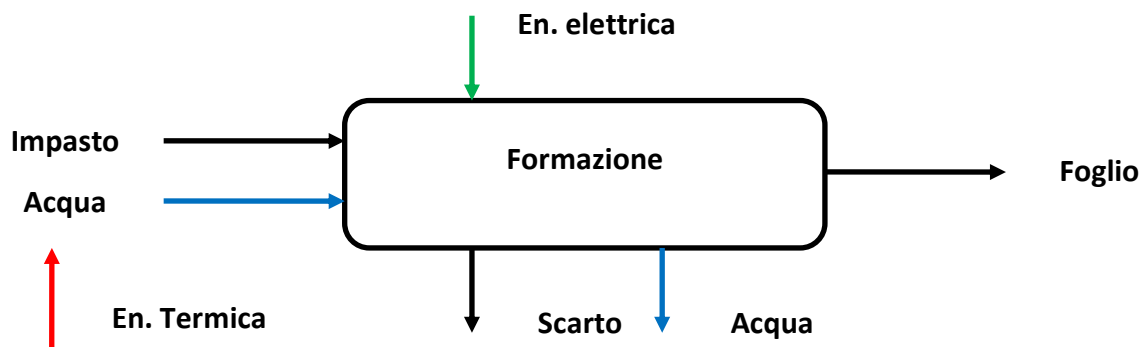 En. elettrica
Impasto
Formazione
Foglio
Acqua
En. Termica
Scarto
Acqua